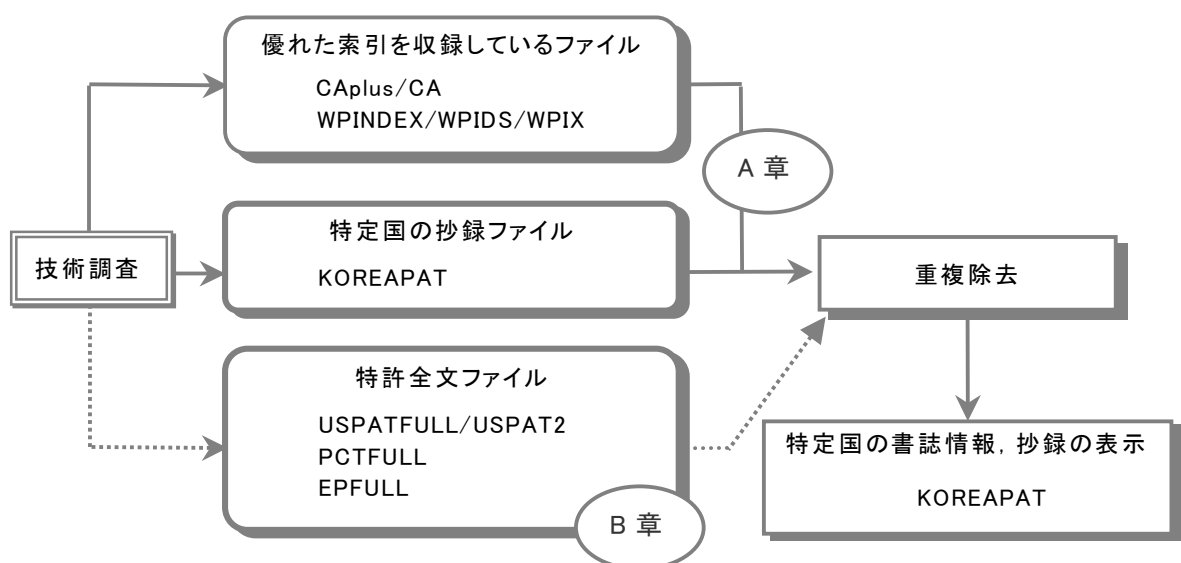 優れた索引を収録しているファイル
CAplus/CA
WPINDEX/WPIDS/WPIX
A 章
特定国の抄録ファイル
KOREAPAT
技術調査
重複除去
特許全文ファイル
USPATFULL/USPAT2
PCTFULL
EPFULL
B 章
特定国の書誌情報, 抄録の表示
KOREAPAT